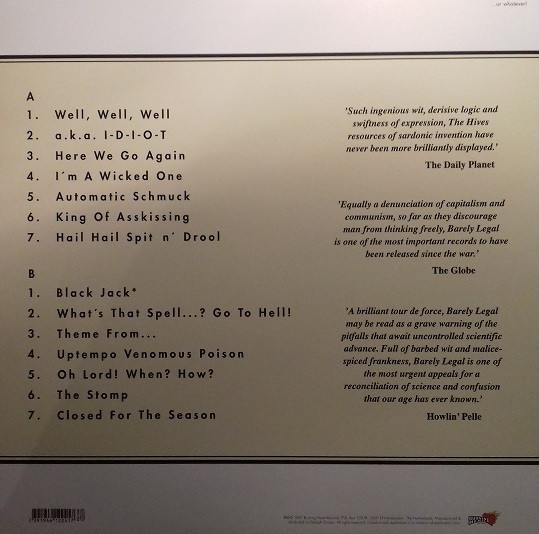 ...or whatever!
A
1. Well, Well, Well
2. a.k.a. I-D-I-O-T
3. Here We Go Again
4. I´m A Wicked One
5. Automatic Schmuck
6. King Of Asskissing
7. Hail Hail Spit n´ Drool
B
1. Black Jack*
2. What´s That Spell...? Go To Hell!
3. Theme From...
4. Uptempo Venomous Poison
5. Oh Lord! When? How?
6. The Stomp
7. Closed For The Season
'Such ingenious wit, derisive logic and
swiftness of expression, The Hives
resources of sardonic invention have
never been more brilliantly displayed.'
The Daily Planet
'Equally a denunciation of capitalism and
communism, so far as they discourage
man from thinking freely, Barely Legal
is one of the most important records to have
been released since the war.'
The Globe
'A brilliant tour de force, Barely Legal
may be read as a grave warning of the
pitfalls that await uncontrolled scientific
advance. Full of barbed wit and malice-
spiced frankness, Barely Legal is one of
the most urgent appeals for a
reconciliation of science and confusion
that our age has ever known.'
Howlin' Pelle